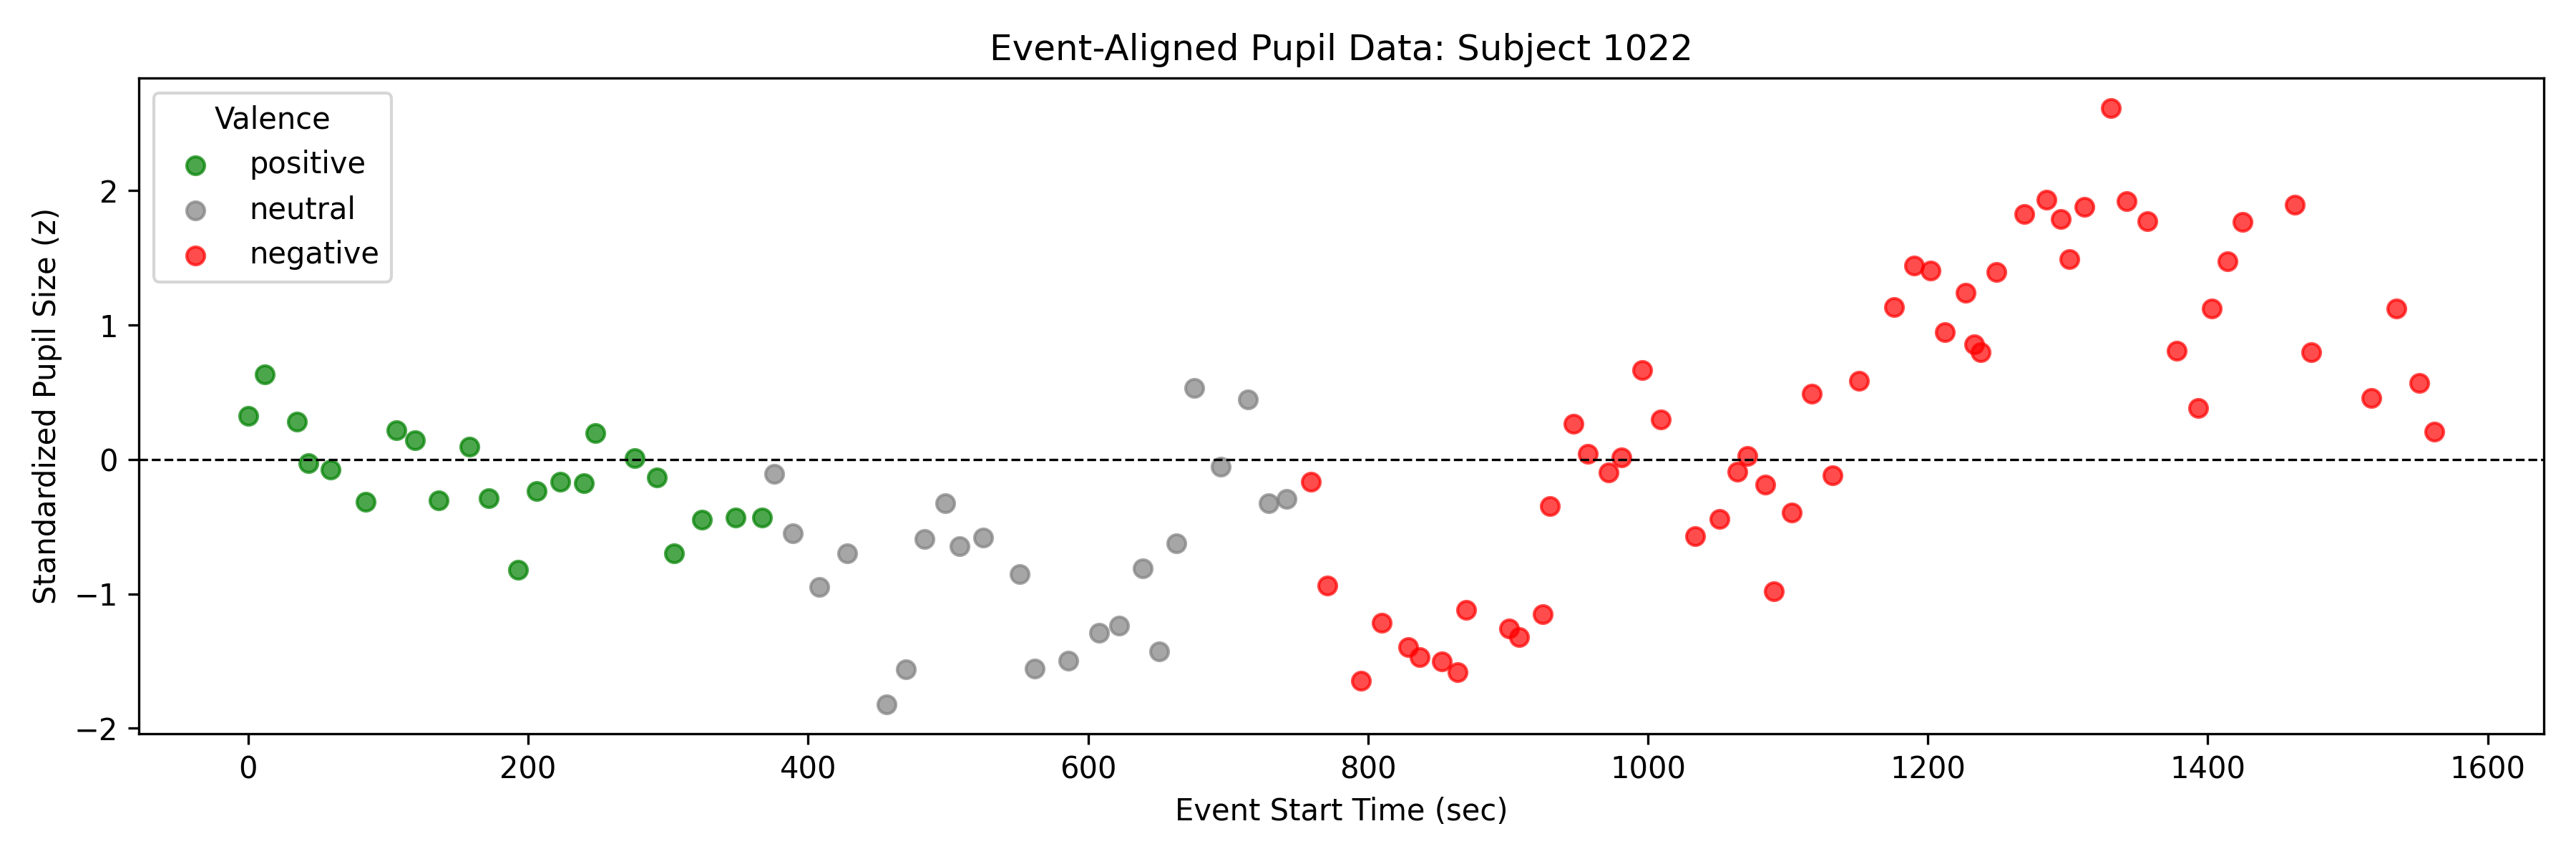 Event-Aligned Pupil Data: Subject 1022
Valence
positive
neutral
negative
Standardized Pupil Size (z)
2
1
0
−1
−2
0 200 400 600 800 1000 1200 1400 1600
Event Start Time (sec)